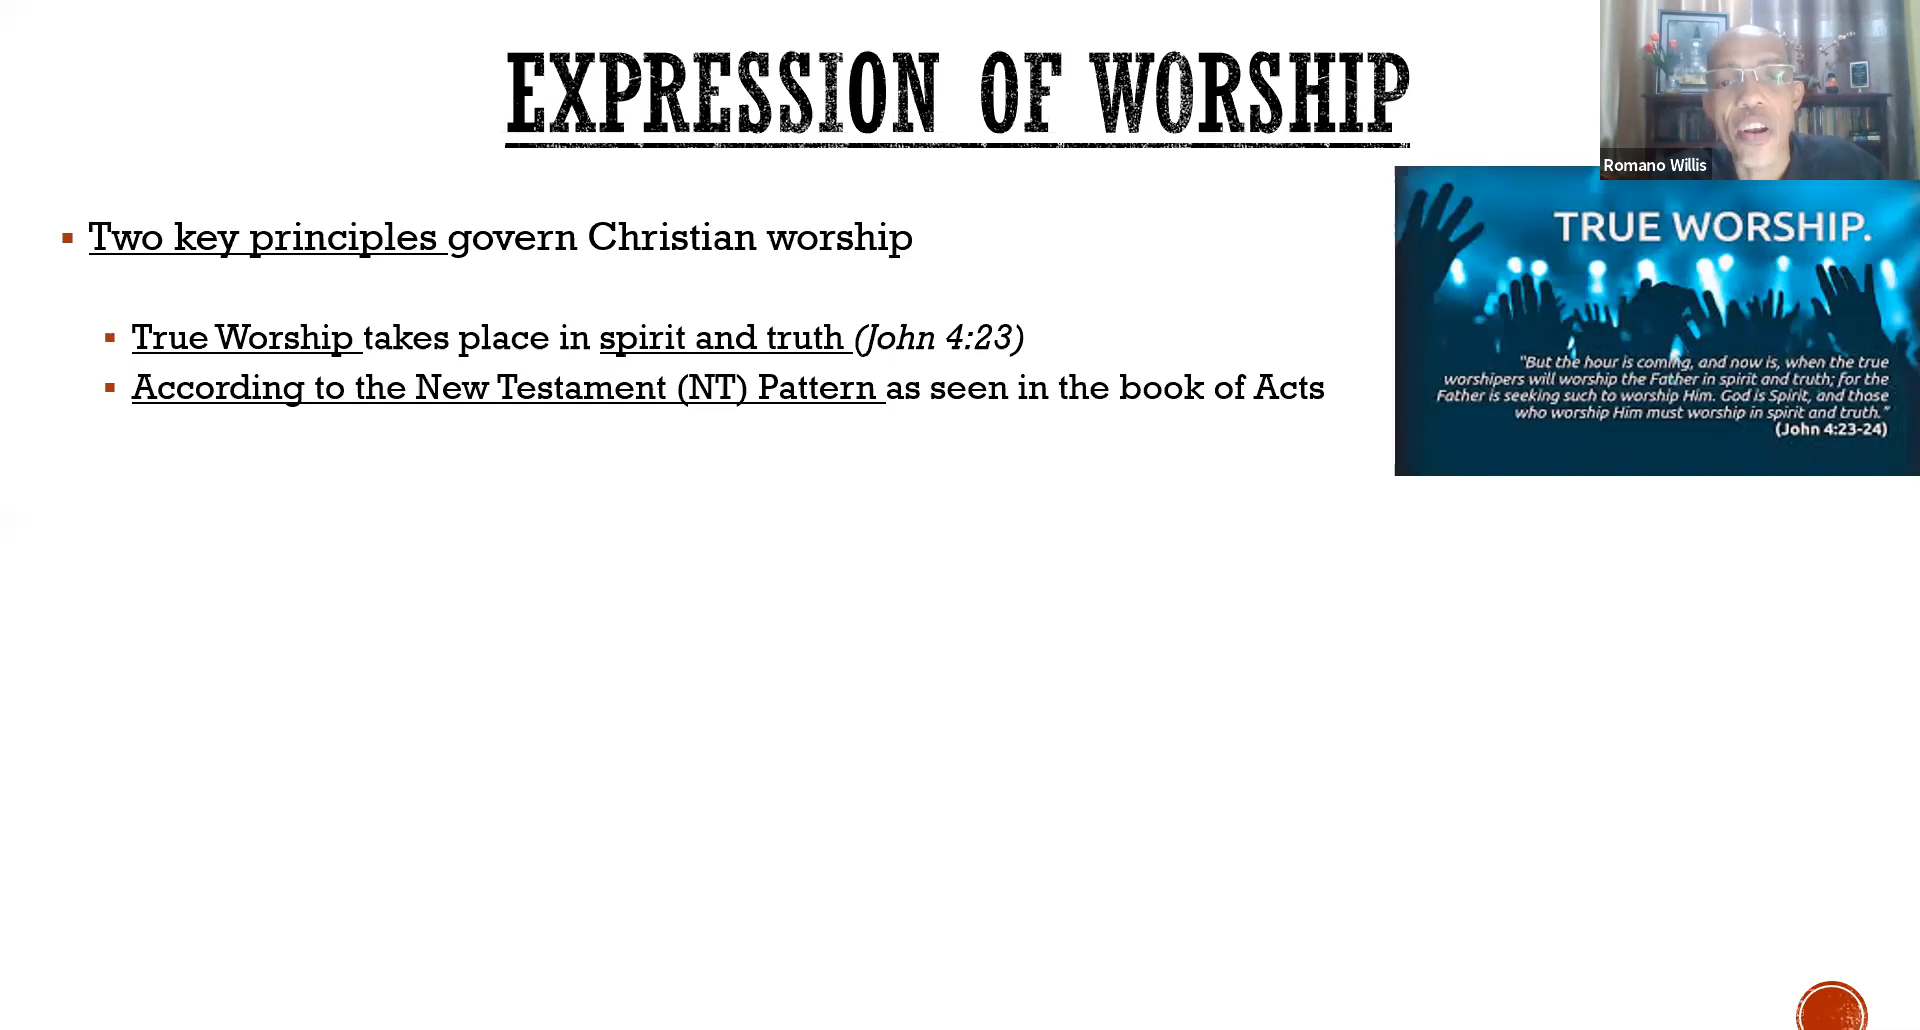 EXPRESSION OF WORSHIP
Romano Willis
Two key principles govern Christian worship
True Worship takes place in spirit and truth (John 4:23)
According to the New Testament (NT) Pattern as seen in the book of Acts
TRUE WORSHIP.
"But the hour is coming, and now is, when the true
worshipers will worship the Father in spirit and truth; for the
Father is seeking such to worship Him. God is Spirit, and those
who worship Him must worship in spirit and truth."
(John 4:23-24)